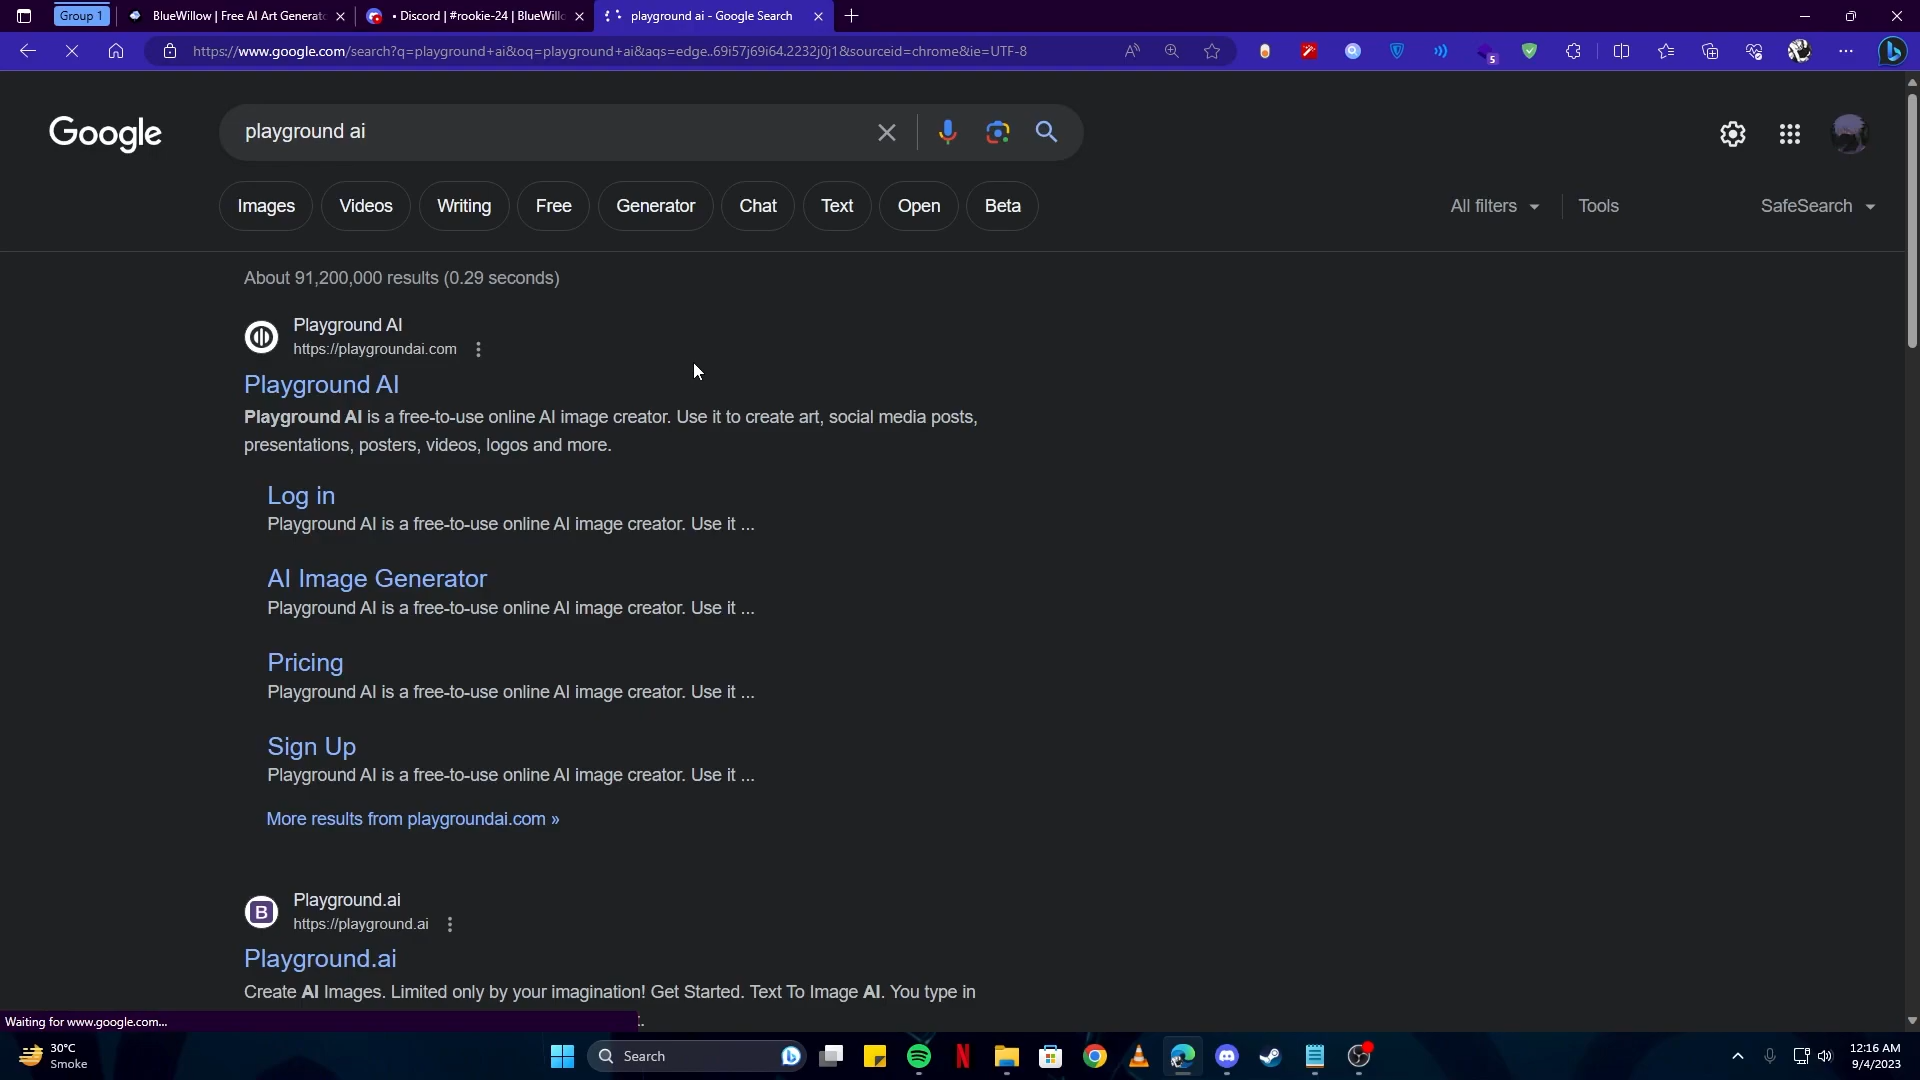 Group 1
BlueWillow | Free AI Art Generato
• Discord | #rookie-24 | BlueWillo
playground ai - Google Search
https://www.google.com/search?q=playground+ai&oq=playground+ai&aqs=edge..69i57j69i64.2232j0j1&sourceid=chrome&ie=UTF-8
5
Google
playground ai
Images
Videos
Writing
Free
Generator
Chat
Text
Open
Beta
All filters
Tools
SafeSearch
About 91,200,000 results (0.29 seconds)
Playground AI
https://playgroundai.com
Playground AI
Playground AI is a free-to-use online AI image creator. Use it to create art, social media posts,
presentations, posters, videos, logos and more.
Log in
Playground AI is a free-to-use online AI image creator. Use it ...
AI Image Generator
Playground AI is a free-to-use online AI image creator. Use it ...
Pricing
Playground AI is a free-to-use online AI image creator. Use it ...
Sign Up
Playground AI is a free-to-use online AI image creator. Use it ...
More results from playgroundai.com »
B
Playground.ai
https://playground.ai
Playground.ai
Create AI Images. Limited only by your imagination! Get Started. Text To Image AI. You type in
Waiting for www.google.com...
30°C
Smoke
Search
12:16 AM
9/4/2023